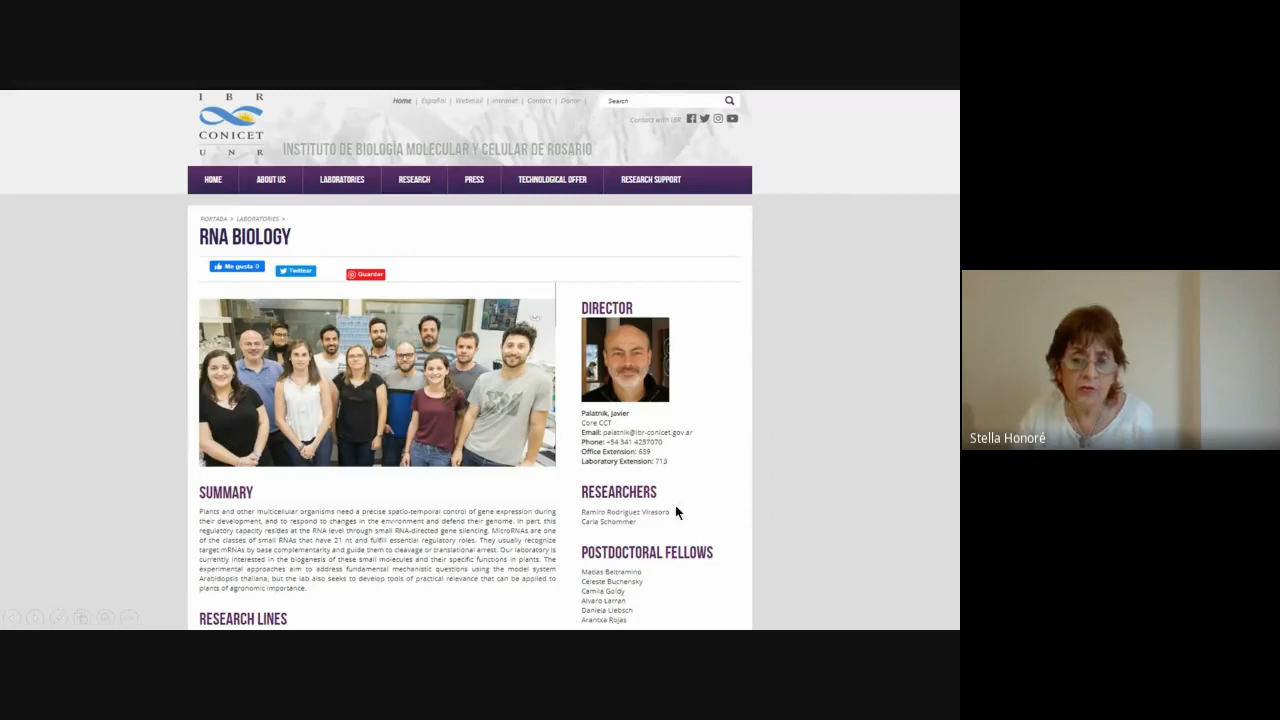 I B R
CONICET
U N R
Home | Español | Webmail | Intranet | Contact | Donor |
Search
Contact with IBR
INSTITUTO DE BIOLOGÍA MOLECULAR Y CELULAR DE ROSARIO
HOME
ABOUT US
LABORATORIES
RESEARCH
PRESS
TECHNOLOGICAL OFFER
RESEARCH SUPPORT
PORTADA > LABORATORIES >
RNA BIOLOGY
Me gusta 0
Twittear
Guardar
SUMMARY
Plants and other multicellular organisms need a precise spatio-temporal control of gene expression during
their development, and to respond to changes in the environment and defend their genome. In part, this
regulatory capacity resides at the RNA level through small RNA-directed gene silencing. MicroRNAs are one
of the classes of small RNAs that have 21 nt and fulfill essential regulatory roles. They usually recognize
target mRNAs by base complementarity and guide them to cleavage or translational arrest. Our laboratory is
currently interested in the biogenesis of these small molecules and their specific functions in plants. The
experimental approaches aim to address fundamental mechanistic questions using the model system
Arabidopsis thaliana, but the lab also seeks to develop tools of practical relevance that can be applied to
plants of agronomic importance.
RESEARCH LINES
DIRECTOR
Palatnik, Javier
Core CCT
Email: palatnik@ibr-conicet.gov.ar
Phone: +54 341 4237070
Office Extension: 659
Laboratory Extension: 713
RESEARCHERS
Ramiro Rodriguez Virasoro
Carla Schommer
POSTDOCTORAL FELLOWS
Matias Beltramino
Celeste Buchensky
Camila Goldy
Alvaro Larran
Daniela Liebsch
Arantxa Rojas
Stella Honoré